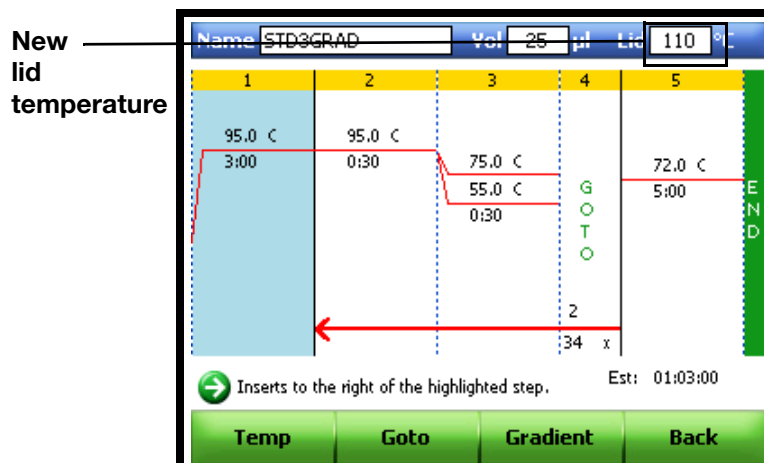 New
lid
temperature
Name STD3GRAD Vol 25 µl Lid 110 °C
1 2 3 4 5
95.0 C 95.0 C
3:00 0:30 75.0 C 72.0 C
55.0 C 5:00
0:30
G
O
T
O
E
N
D
2
34 x
Inserts to the right of the highlighted step. Est: 01:03:00
Temp Goto Gradient Back